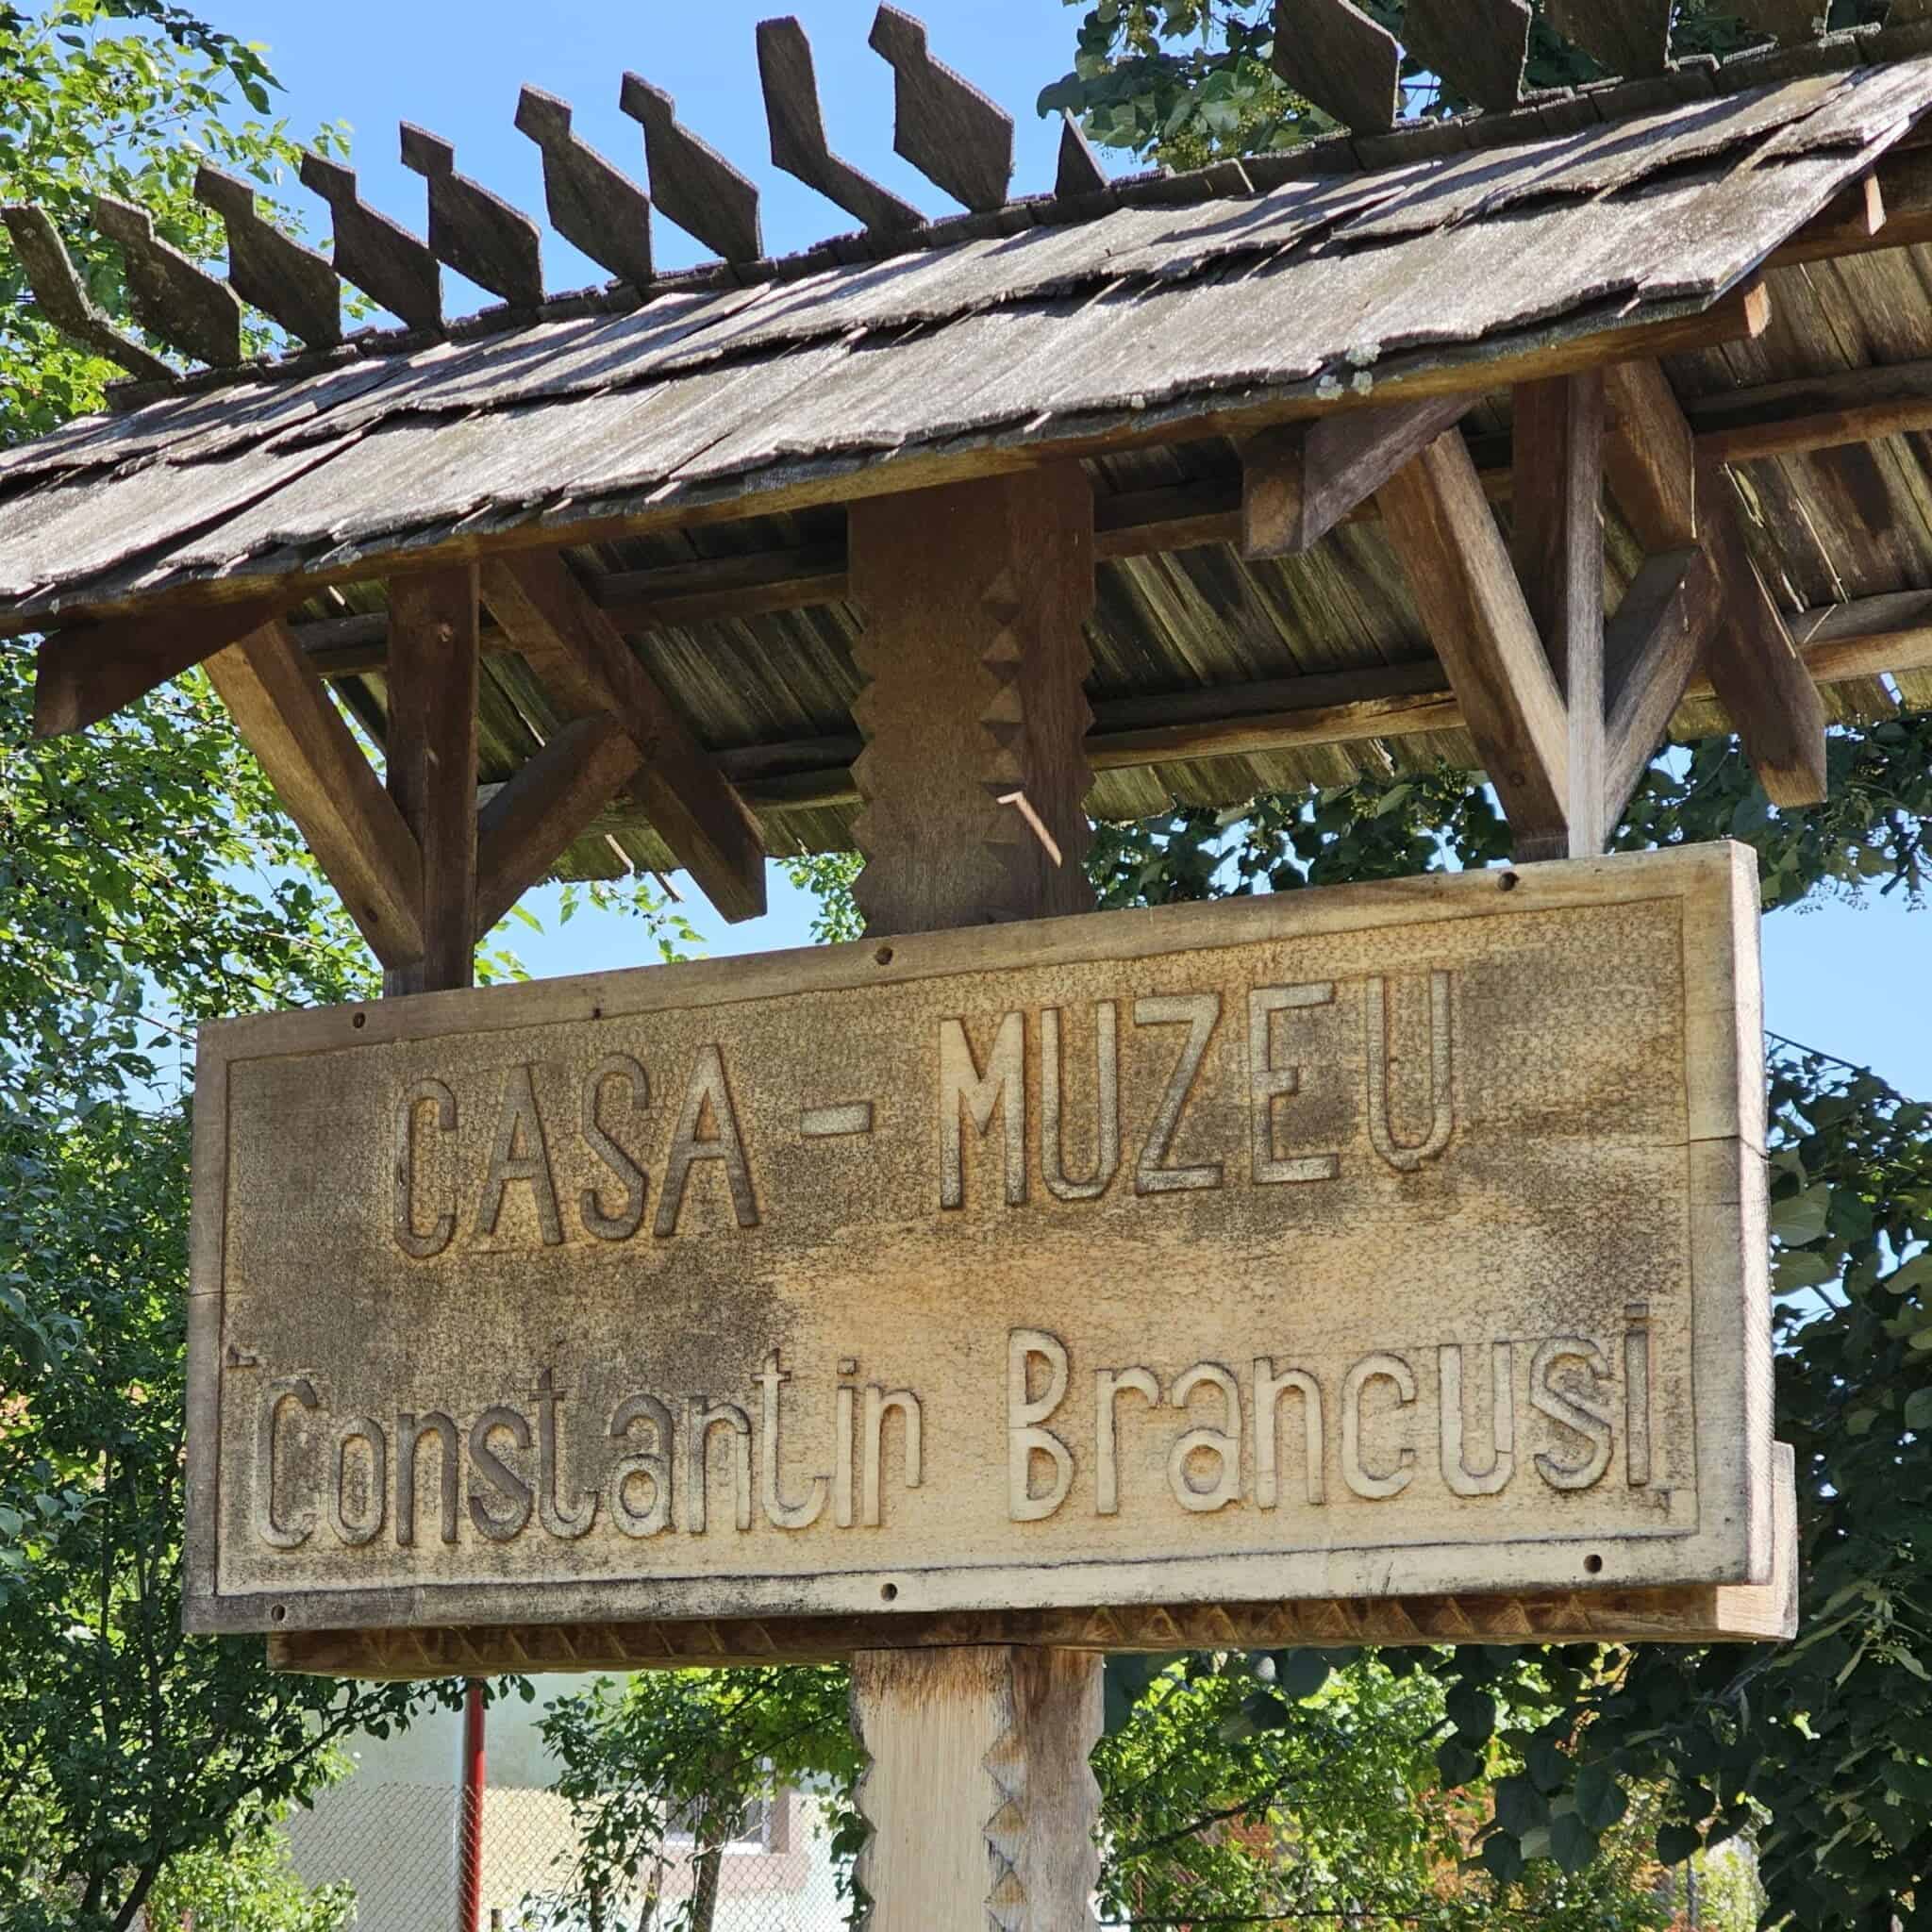 CASA - MUZEU
"Constantin Brancusi"